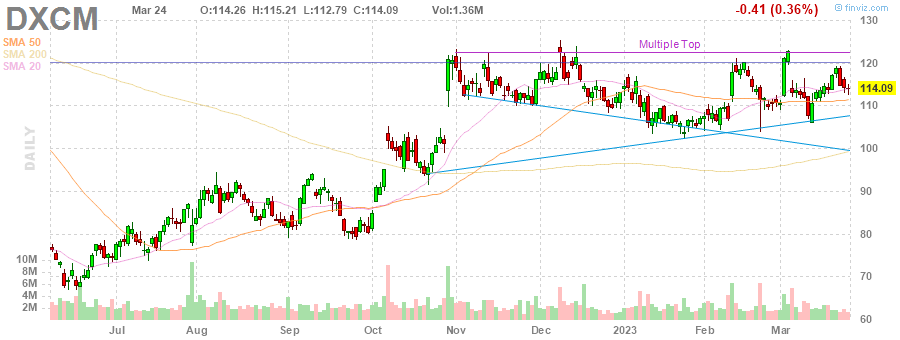 DXCM
Mar 24 O:114.26 H:115.21 L:112.79 C:114.09 Vol:1.36M -0.41 (0.36%)
finviz.com
SMA 50
SMA 200
SMA 20
Multiple Top
DAILY
130
120
114.09
110
100
90
80
70
60
10M
8M
6M
4M
2M
Jul Aug Sep Oct Nov Dec 2023 Feb Mar